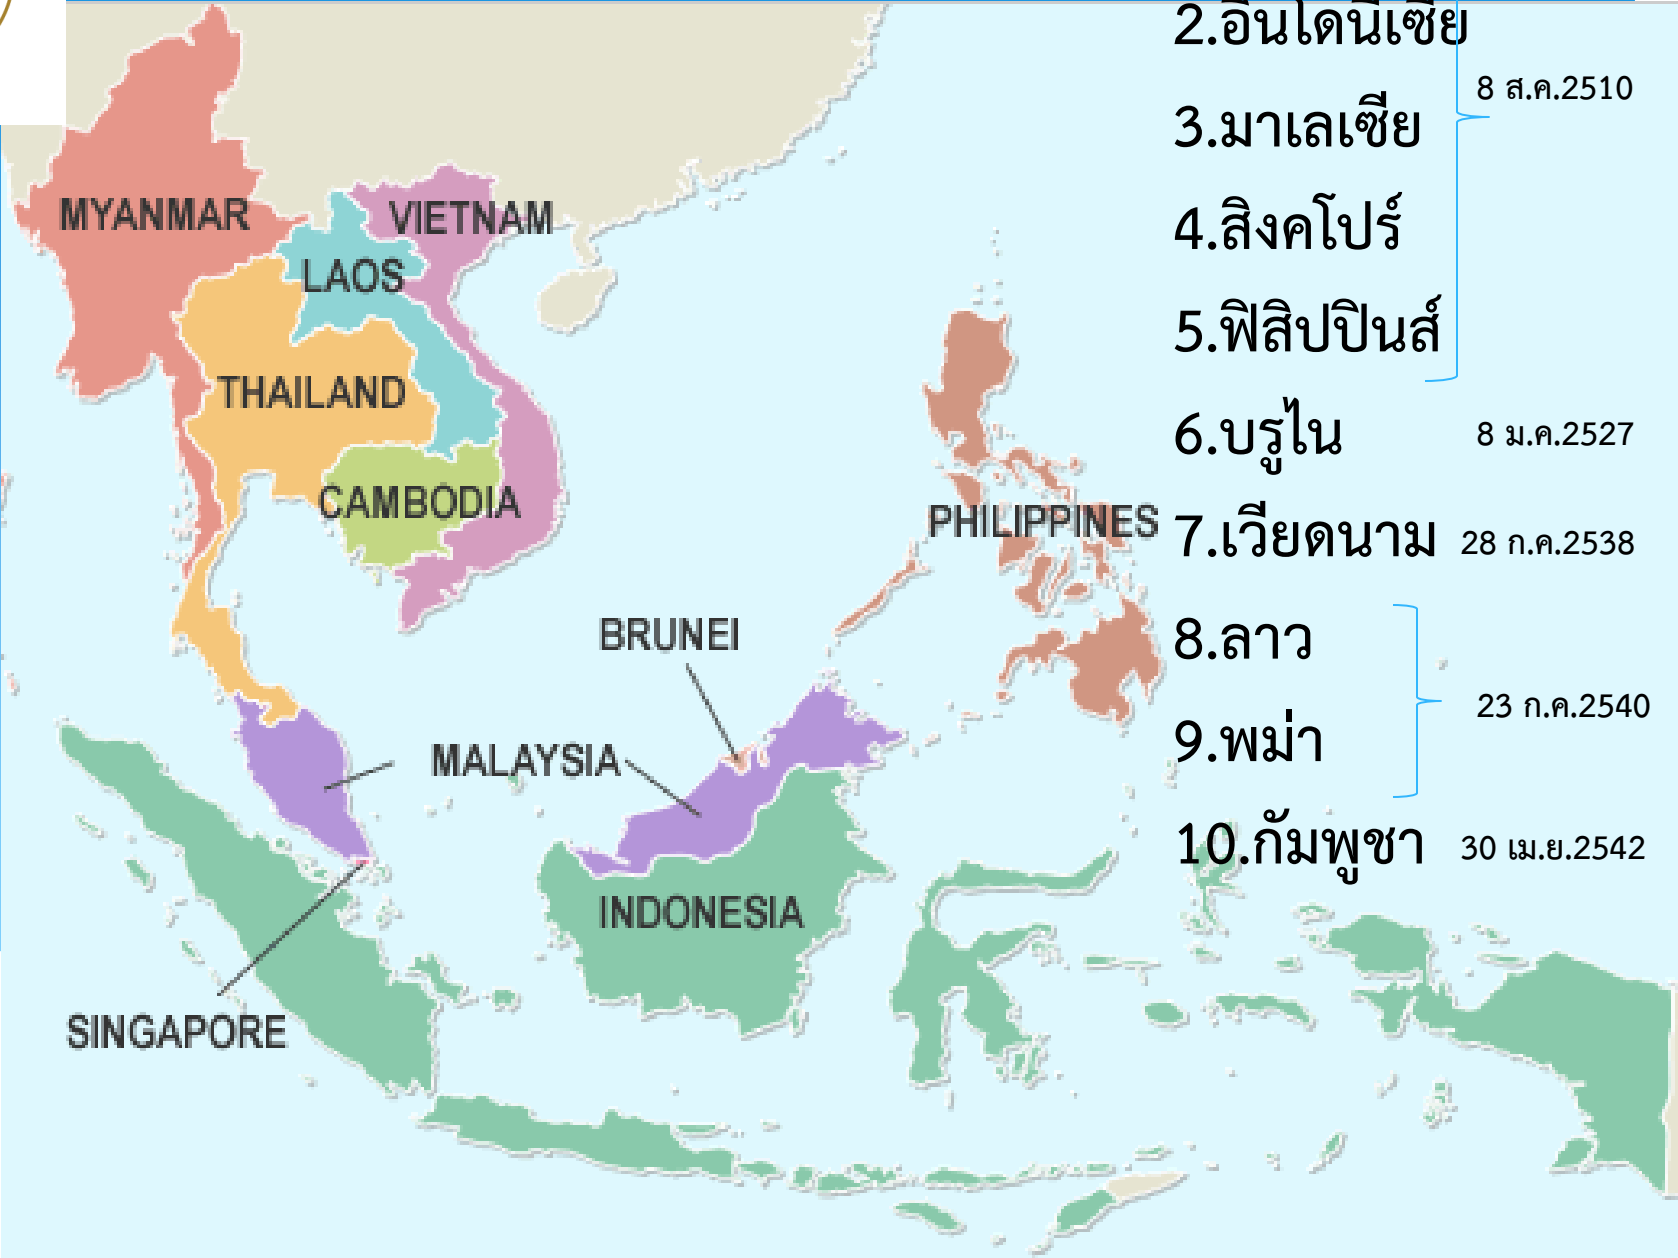 2.อินโดนีเซีย
8 ส.ค.2510
3.มาเลเซีย
4.สิงคโปร์
5.ฟิสิปปินส์
6.บรูไน 8 ม.ค.2527
7.เวียดนาม 28 ก.ค.2538
8.ลาว
23 ก.ค.2540
9.พม่า
10.กัมพูชา 30 เม.ย.2542
MYANMAR
VIETNAM
LAOS
THAILAND
CAMBODIA
PHILIPPINES
BRUNEI
MALAYSIA
INDONESIA
SINGAPORE